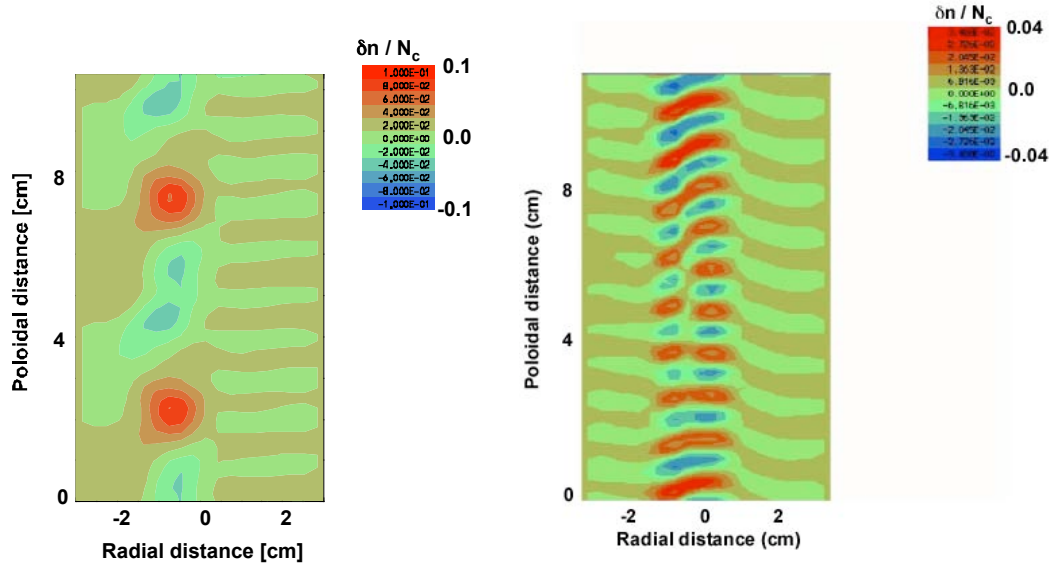 δn / Nc
1.000E-01
8.000E-02
6.000E-02
4.000E-02
2.000E-02
0.000E+00
-2.000E-02
-4.000E-02
-6.000E-02
-8.000E-02
-1.000E-01
0.1
0.0
-0.1
Poloidal distance [cm]
8
4
0
-2 0 2
Radial distance [cm]
δn / Nc
2.726E-02
2.045E-02
1.363E-02
6.816E-03
0.000E+00
-6.816E-03
-1.363E-02
-2.045E-02
-2.726E-02
0.04
0.0
-0.04
Poloidal distance (cm)
8
4
0
-2 0 2
Radial distance (cm)